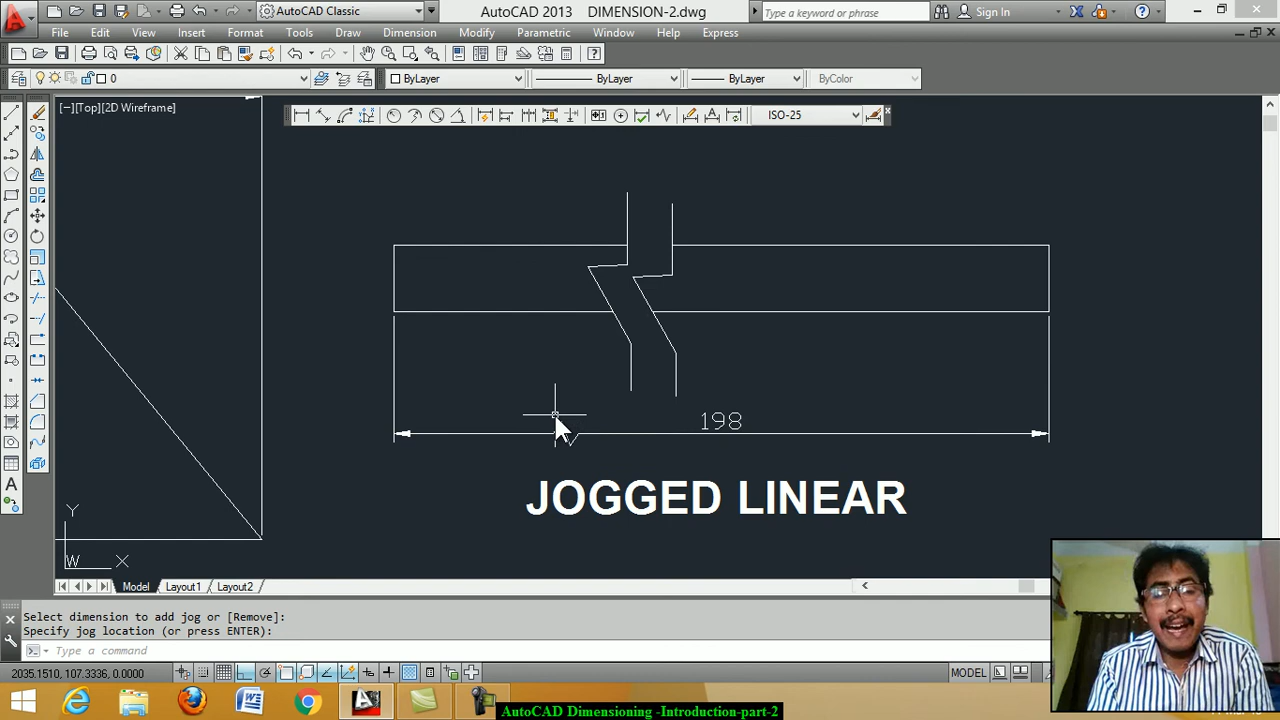 AutoCAD Classic
AutoCAD 2013 DIMENSION-2.dwg
Type a keyword or phrase
Sign In
File Edit View Insert Format Tools Draw Dimension Modify Parametric Window Help Express
0
ByLayer
ByLayer
ByLayer
ByColor
[−][Top][2D Wireframe]
ISO-25
198
JOGGED LINEAR
Y
W X
Model Layout1 Layout2
Select dimension to add jog or [Remove]:
Specify jog location (or press ENTER):
Type a command
2035.1510, 107.3336, 0.0000
MODEL
AutoCAD Dimensioning -Introduction-part-2